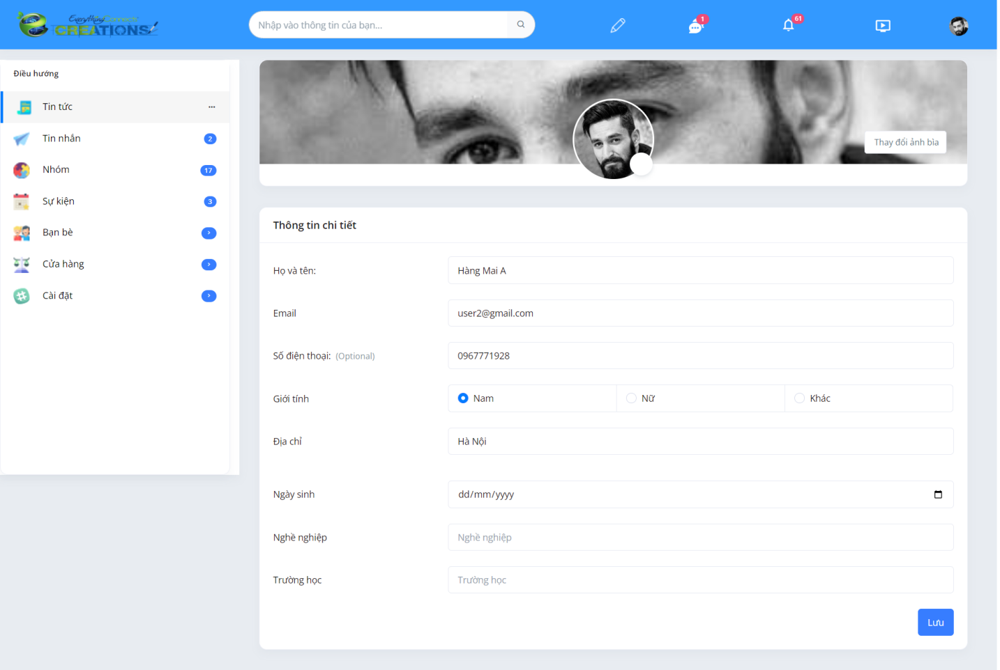 EverythingConnects
CREATIONS
Nhập vào thông tin của bạn...
1
61
Điều hướng
Tin tức
Tin nhắn 2
Nhóm 17
Sự kiện 3
Bạn bè
Cửa hàng
Cài đặt
Thay đổi ảnh bìa
Thông tin chi tiết
Họ và tên: Hàng Mai A
Email user2@gmail.com
Số điện thoại: (Optional) 0967771928
Giới tính Nam Nữ Khác
Địa chỉ Hà Nội
Ngày sinh dd/mm/yyyy
Nghề nghiệp Nghề nghiệp
Trường học Trường học
Lưu